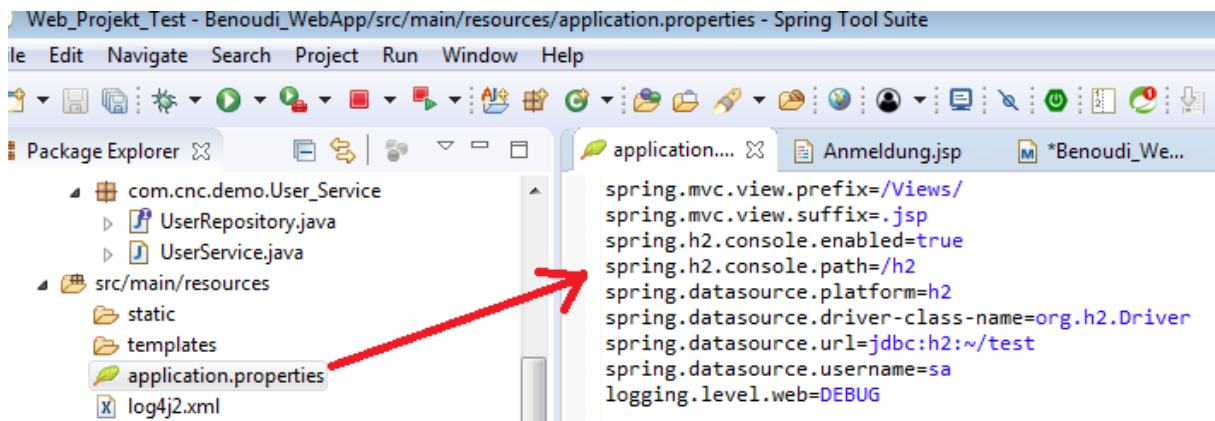 Web_Projekt_Test - Benoudi_WebApp/src/main/resources/application.properties - Spring Tool Suite
ile Edit Navigate Search Project Run Window Help
Package Explorer
application....
Anmeldung.jsp
*Benoudi_We...
com.cnc.demo.User_Service
UserRepository.java
UserService.java
src/main/resources
static
templates
application.properties
log4j2.xml
spring.mvc.view.prefix=/Views/
spring.mvc.view.suffix=.jsp
spring.h2.console.enabled=true
spring.h2.console.path=/h2
spring.datasource.platform=h2
spring.datasource.driver-class-name=org.h2.Driver
spring.datasource.url=jdbc:h2:~/test
spring.datasource.username=sa
logging.level.web=DEBUG